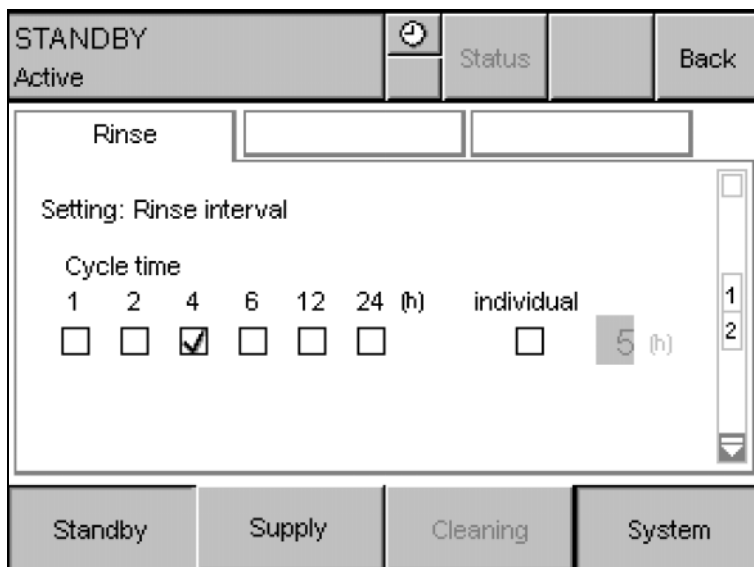 STANDBY
Active
Status
Back
Rinse
Setting: Rinse interval
Cycle time
1 2 4 6 12 24 (h) individual
5 (h)
1
2
Standby Supply Cleaning System